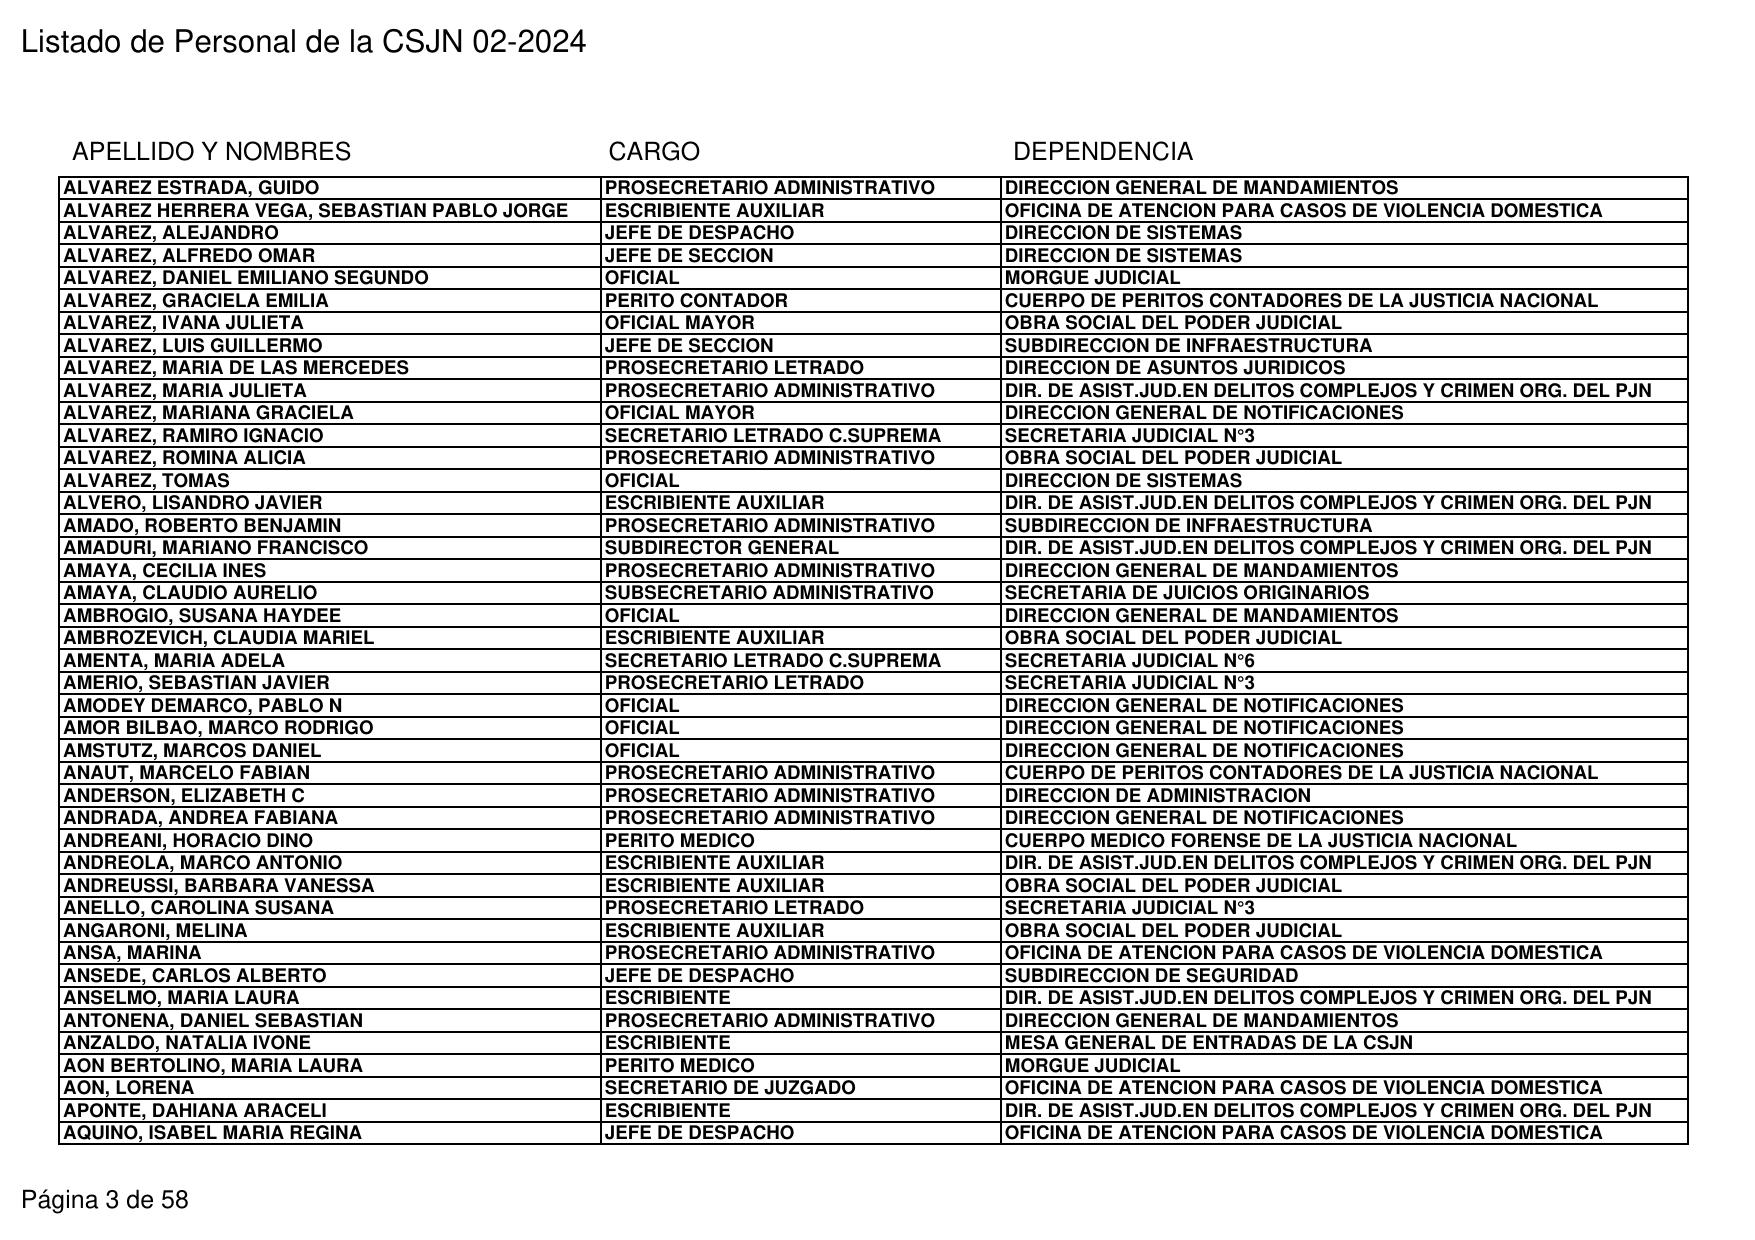 Listado de Personal de la CSJN 02-2024
APELLIDO Y NOMBRES CARGO DEPENDENCIA
ALVAREZ ESTRADA, GUIDO PROSECRETARIO ADMINISTRATIVO DIRECCION GENERAL DE MANDAMIENTOS
ALVAREZ HERRERA VEGA, SEBASTIAN PABLO JORGE ESCRIBIENTE AUXILIAR OFICINA DE ATENCION PARA CASOS DE VIOLENCIA DOMESTICA
ALVAREZ, ALEJANDRO JEFE DE DESPACHO DIRECCION DE SISTEMAS
ALVAREZ, ALFREDO OMAR JEFE DE SECCION DIRECCION DE SISTEMAS
ALVAREZ, DANIEL EMILIANO SEGUNDO OFICIAL MORGUE JUDICIAL
ALVAREZ, GRACIELA EMILIA PERITO CONTADOR CUERPO DE PERITOS CONTADORES DE LA JUSTICIA NACIONAL
ALVAREZ, IVANA JULIETA OFICIAL MAYOR OBRA SOCIAL DEL PODER JUDICIAL
ALVAREZ, LUIS GUILLERMO JEFE DE SECCION SUBDIRECCION DE INFRAESTRUCTURA
ALVAREZ, MARIA DE LAS MERCEDES PROSECRETARIO LETRADO DIRECCION DE ASUNTOS JURIDICOS
ALVAREZ, MARIA JULIETA PROSECRETARIO ADMINISTRATIVO DIR. DE ASIST.JUD.EN DELITOS COMPLEJOS Y CRIMEN ORG. DEL PJN
ALVAREZ, MARIANA GRACIELA OFICIAL MAYOR DIRECCION GENERAL DE NOTIFICACIONES
ALVAREZ, RAMIRO IGNACIO SECRETARIO LETRADO C.SUPREMA SECRETARIA JUDICIAL N°3
ALVAREZ, ROMINA ALICIA PROSECRETARIO ADMINISTRATIVO OBRA SOCIAL DEL PODER JUDICIAL
ALVAREZ, TOMAS OFICIAL DIRECCION DE SISTEMAS
ALVERO, LISANDRO JAVIER ESCRIBIENTE AUXILIAR DIR. DE ASIST.JUD.EN DELITOS COMPLEJOS Y CRIMEN ORG. DEL PJN
AMADO, ROBERTO BENJAMIN PROSECRETARIO ADMINISTRATIVO SUBDIRECCION DE INFRAESTRUCTURA
AMADURI, MARIANO FRANCISCO SUBDIRECTOR GENERAL DIR. DE ASIST.JUD.EN DELITOS COMPLEJOS Y CRIMEN ORG. DEL PJN
AMAYA, CECILIA INES PROSECRETARIO ADMINISTRATIVO DIRECCION GENERAL DE MANDAMIENTOS
AMAYA, CLAUDIO AURELIO SUBSECRETARIO ADMINISTRATIVO SECRETARIA DE JUICIOS ORIGINARIOS
AMBROGIO, SUSANA HAYDEE OFICIAL DIRECCION GENERAL DE MANDAMIENTOS
AMBROZEVICH, CLAUDIA MARIEL ESCRIBIENTE AUXILIAR OBRA SOCIAL DEL PODER JUDICIAL
AMENTA, MARIA ADELA SECRETARIO LETRADO C.SUPREMA SECRETARIA JUDICIAL N°6
AMERIO, SEBASTIAN JAVIER PROSECRETARIO LETRADO SECRETARIA JUDICIAL N°3
AMODEY DEMARCO, PABLO N OFICIAL DIRECCION GENERAL DE NOTIFICACIONES
AMOR BILBAO, MARCO RODRIGO OFICIAL DIRECCION GENERAL DE NOTIFICACIONES
AMSTUTZ, MARCOS DANIEL OFICIAL DIRECCION GENERAL DE NOTIFICACIONES
ANAUT, MARCELO FABIAN PROSECRETARIO ADMINISTRATIVO CUERPO DE PERITOS CONTADORES DE LA JUSTICIA NACIONAL
ANDERSON, ELIZABETH C PROSECRETARIO ADMINISTRATIVO DIRECCION DE ADMINISTRACION
ANDRADA, ANDREA FABIANA PROSECRETARIO ADMINISTRATIVO DIRECCION GENERAL DE NOTIFICACIONES
ANDREANI, HORACIO DINO PERITO MEDICO CUERPO MEDICO FORENSE DE LA JUSTICIA NACIONAL
ANDREOLA, MARCO ANTONIO ESCRIBIENTE AUXILIAR DIR. DE ASIST.JUD.EN DELITOS COMPLEJOS Y CRIMEN ORG. DEL PJN
ANDREUSSI, BARBARA VANESSA ESCRIBIENTE AUXILIAR OBRA SOCIAL DEL PODER JUDICIAL
ANELLO, CAROLINA SUSANA PROSECRETARIO LETRADO SECRETARIA JUDICIAL N°3
ANGARONI, MELINA ESCRIBIENTE AUXILIAR OBRA SOCIAL DEL PODER JUDICIAL
ANSA, MARINA PROSECRETARIO ADMINISTRATIVO OFICINA DE ATENCION PARA CASOS DE VIOLENCIA DOMESTICA
ANSEDE, CARLOS ALBERTO JEFE DE DESPACHO SUBDIRECCION DE SEGURIDAD
ANSELMO, MARIA LAURA ESCRIBIENTE DIR. DE ASIST.JUD.EN DELITOS COMPLEJOS Y CRIMEN ORG. DEL PJN
ANTONENA, DANIEL SEBASTIAN PROSECRETARIO ADMINISTRATIVO DIRECCION GENERAL DE MANDAMIENTOS
ANZALDO, NATALIA IVONE ESCRIBIENTE MESA GENERAL DE ENTRADAS DE LA CSJN
AON BERTOLINO, MARIA LAURA PERITO MEDICO MORGUE JUDICIAL
AON, LORENA SECRETARIO DE JUZGADO OFICINA DE ATENCION PARA CASOS DE VIOLENCIA DOMESTICA
APONTE, DAHIANA ARACELI ESCRIBIENTE DIR. DE ASIST.JUD.EN DELITOS COMPLEJOS Y CRIMEN ORG. DEL PJN
AQUINO, ISABEL MARIA REGINA JEFE DE DESPACHO OFICINA DE ATENCION PARA CASOS DE VIOLENCIA DOMESTICA
Página 3 de 58